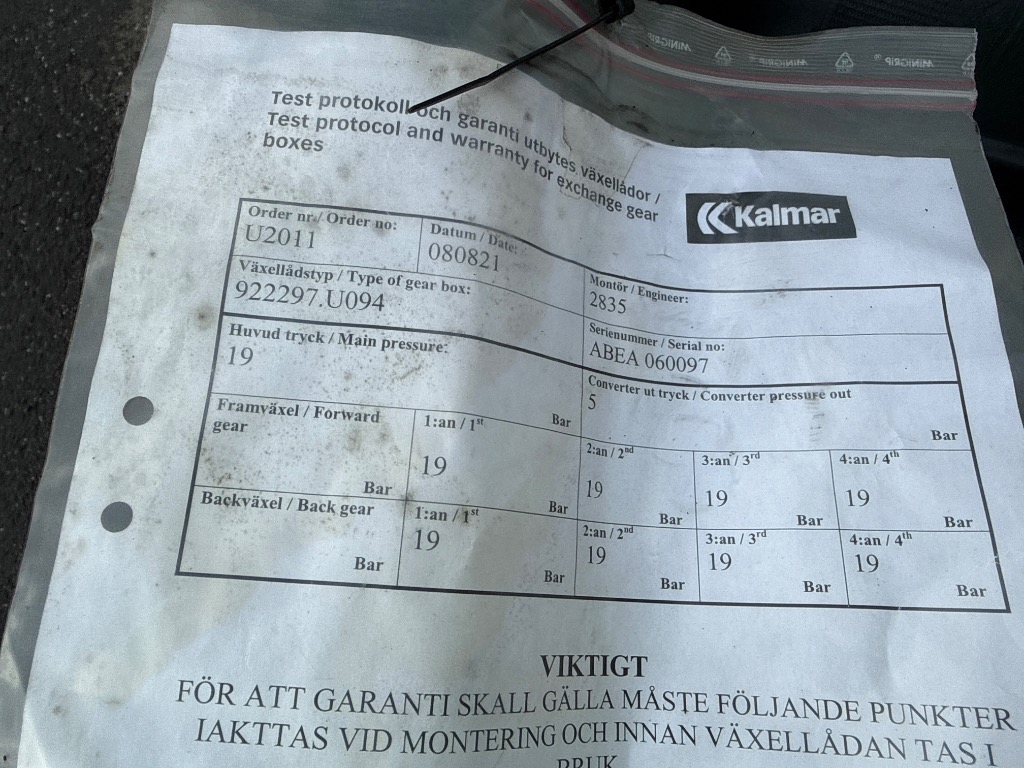 MINIGRIP
MINIGRIP ®
MINIGRIP ®
MINIGRIP
Test protokoll och garanti utbytes växellådor /
Test protocol and warranty for exchange gear
boxes
Kalmar
Order nr / Order no:
U2011
Datum / Date:
080821
Montör / Engineer:
2835
Växellådstyp / Type of gear box:
922297.U094
Serienummer / Serial no:
ABEA 060097
Huvud tryck / Main pressure:
19
Bar
Converter ut tryck / Converter pressure out
5
Bar
Framväxel / Forward
gear
Bar
1:an / 1st
19
Bar
2:an / 2nd
19
Bar
3:an / 3rd
19
Bar
4:an / 4th
19
Bar
Backväxel / Back gear
Bar
1:an / 1st
19
Bar
2:an / 2nd
19
Bar
3:an / 3rd
19
Bar
4:an / 4th
19
Bar
VIKTIGT
FÖR ATT GARANTI SKALL GÄLLA MÅSTE FÖLJANDE PUNKTER
IAKTTAS VID MONTERING OCH INNAN VÄXELLÅDAN TAS I
BRUK